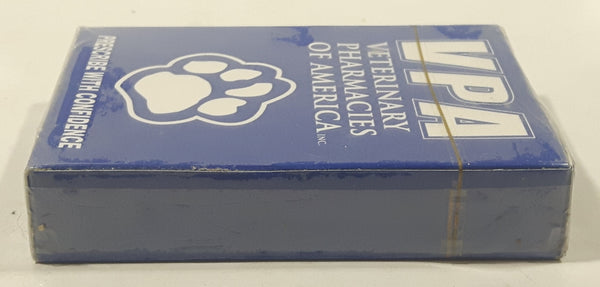 VPA
VETERINARY
PHARMACIES
OF AMERICA INC
PRESCRIBE WITH CONFIDENCE